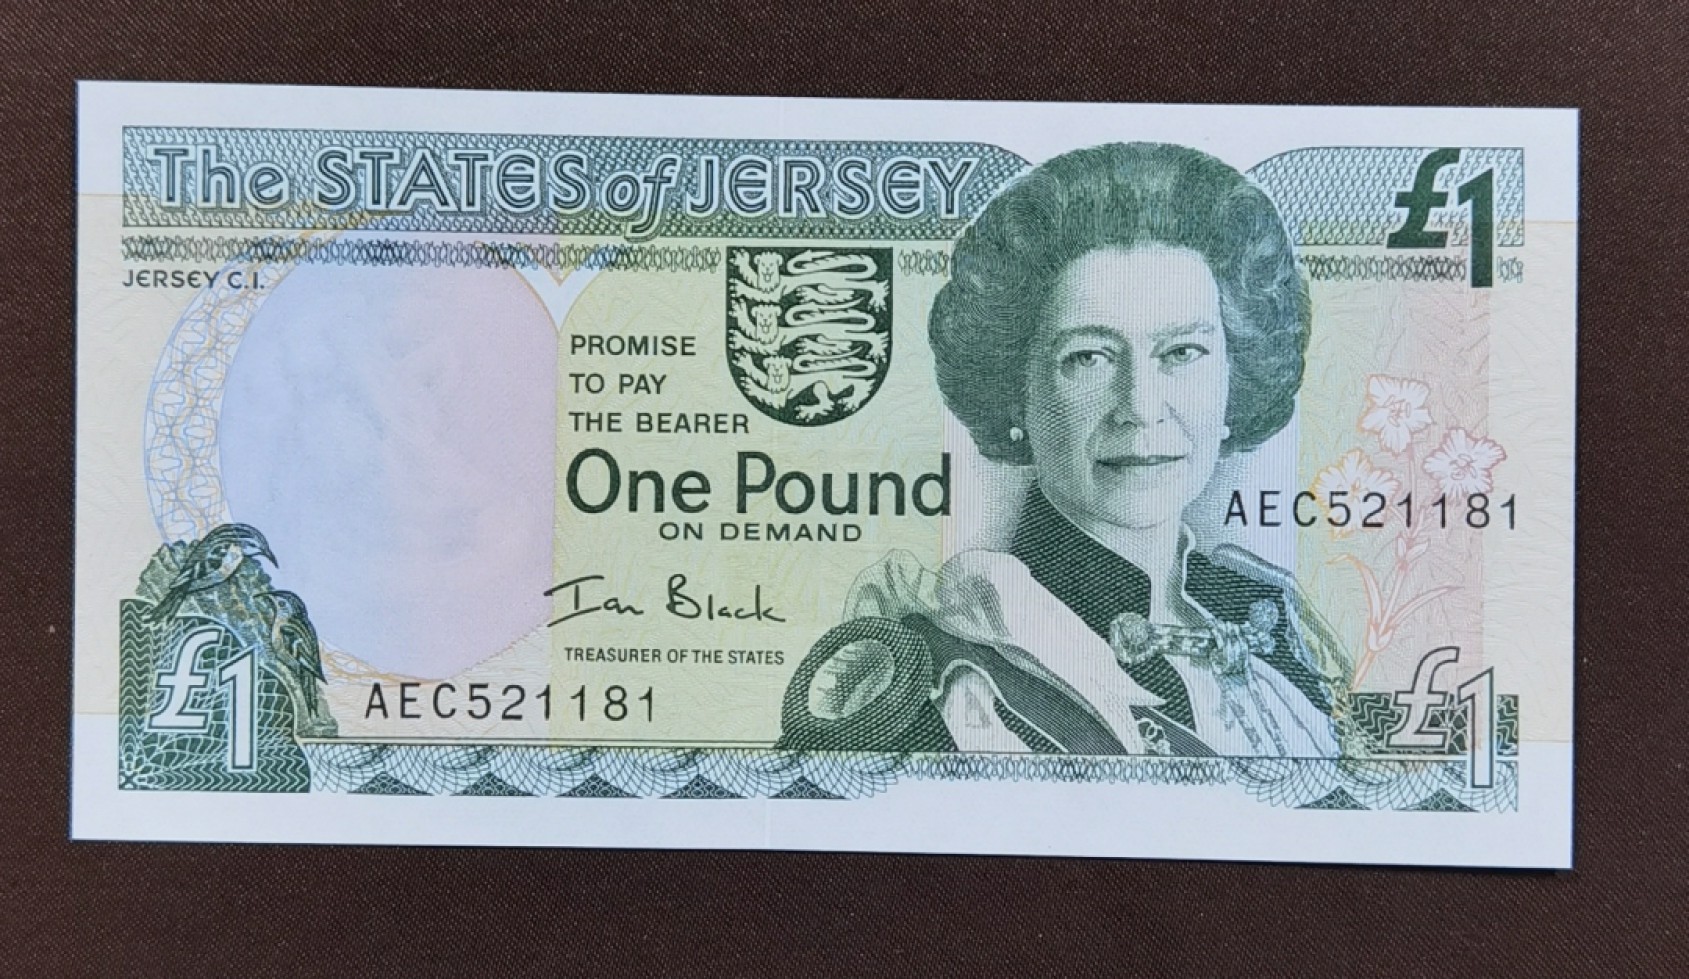 The STATES of JERSEY
£1
JERSEY C.I.
PROMISE
TO PAY
THE BEARER
One Pound
ON DEMAND
AEC521181
Ian Black
TREASURER OF THE STATES
AEC521181
£1
£1